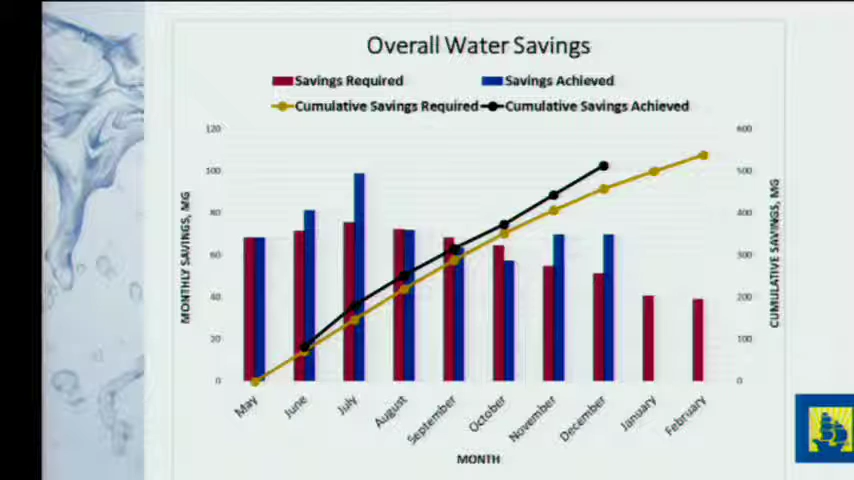 Overall Water Savings
Savings Required Savings Achieved
Cumulative Savings Required Cumulative Savings Achieved
120 600
100 500
80 400
60 300
40 200
20 100
0 0
MONTHLY SAVINGS, MG
CUMULATIVE SAVINGS, MG
May June July August September October November December January February
MONTH